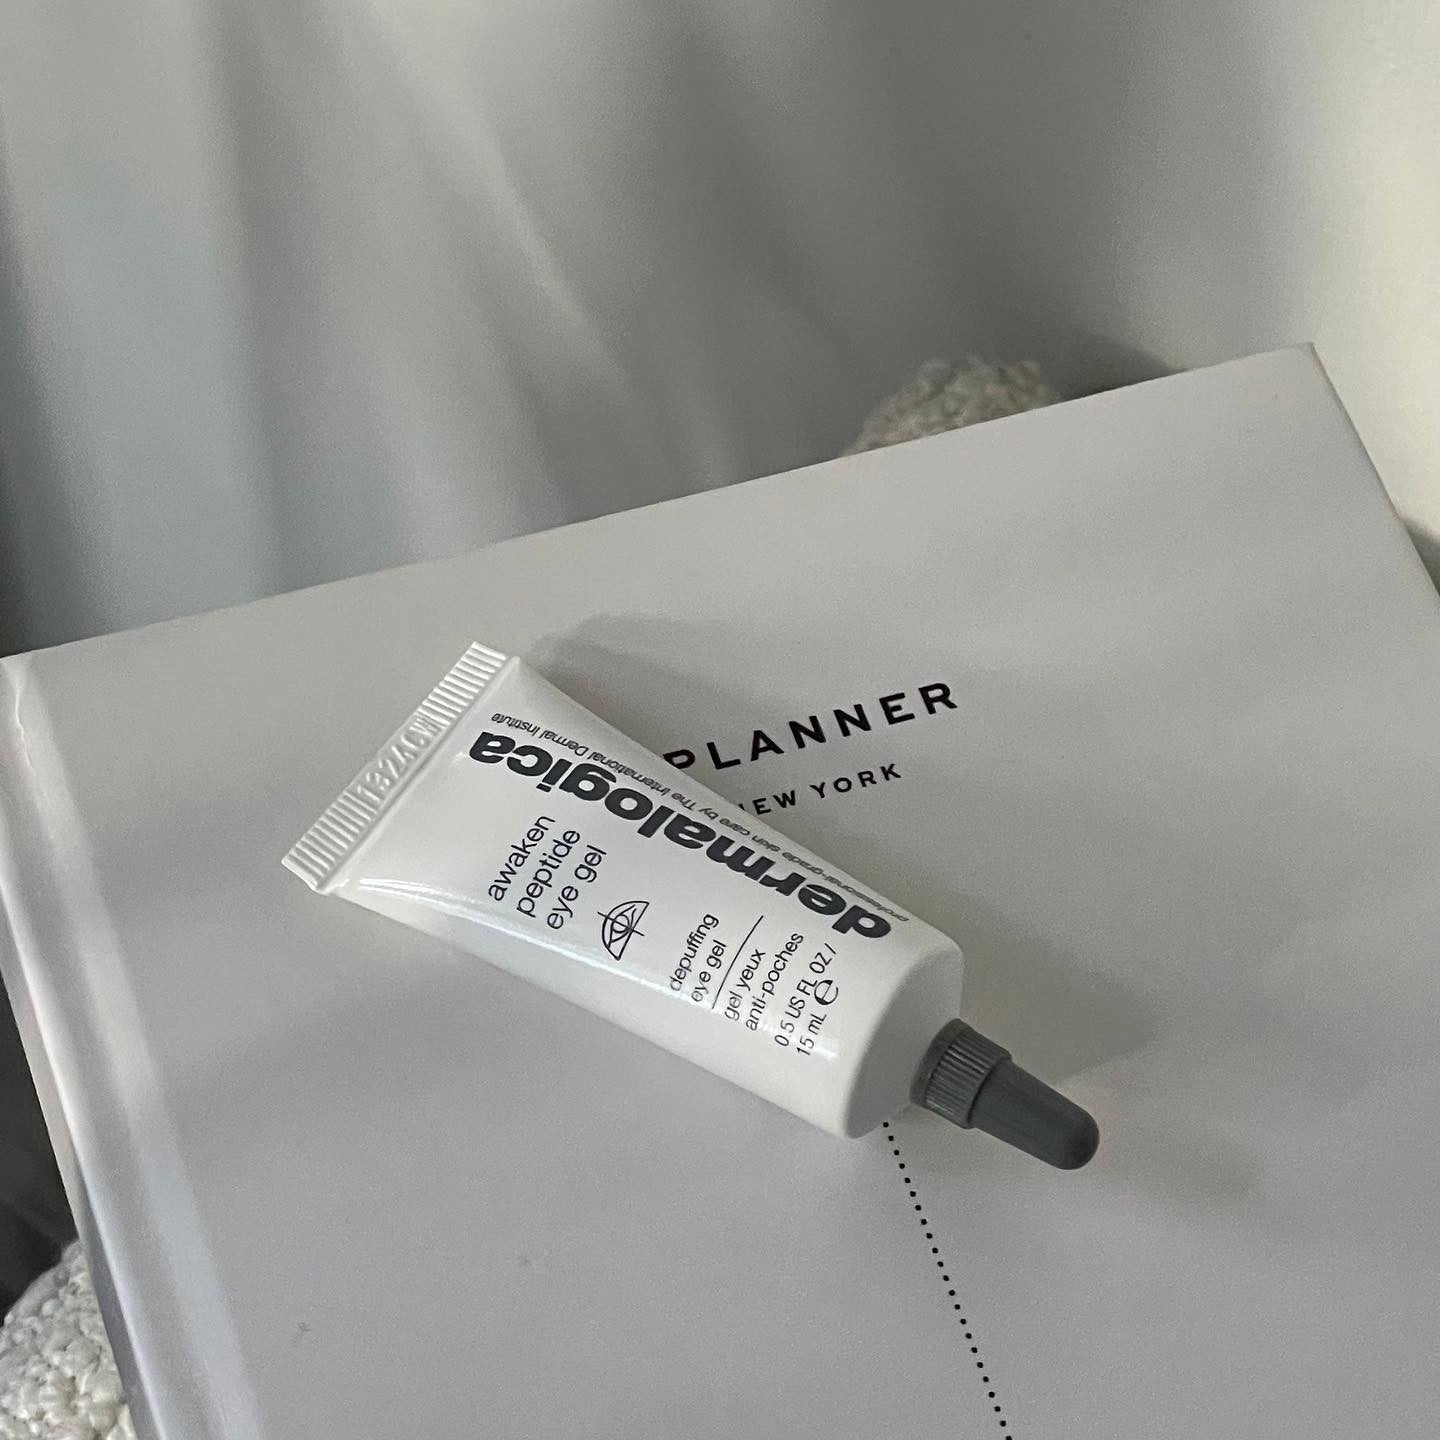 PLANNER
NEW YORK
dermalogica
professional-grade skin care by The International Dermal Institute
awaken
peptide
eye gel
depuffing
eye gel
gel yeux
anti-poches
0.5 US FL OZ /
15 mL ℮
1324CW